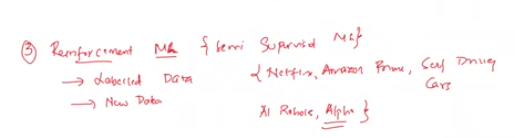 ③ Reinforcement ML { Semi Supervised ML}
→ Labelled Data { Netflix, Amazon Prime, Self Driving Cars
→ New Data
AI Robots, Alpha }